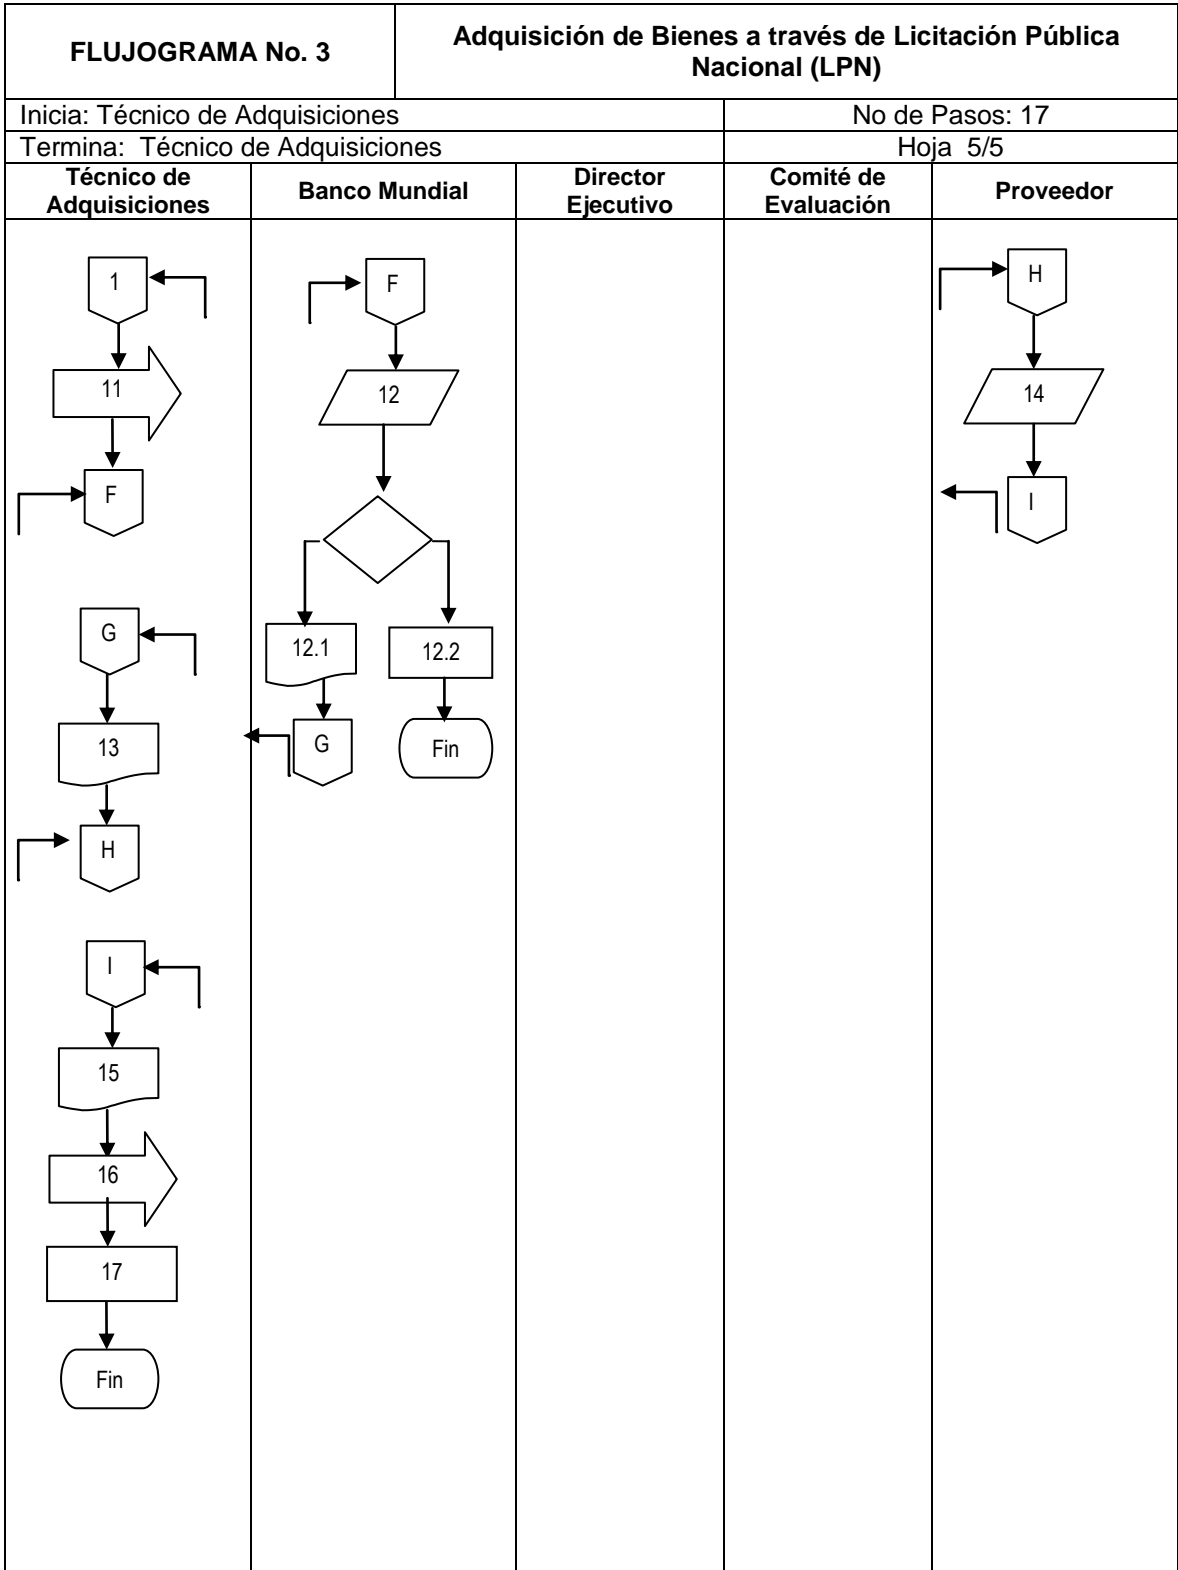 FLUJOGRAMA No. 3
Adquisición de Bienes a través de Licitación Pública
Nacional (LPN)
Inicia: Técnico de Adquisiciones
No de Pasos: 17
Termina: Técnico de Adquisiciones
Hoja 5/5
Técnico de
Adquisiciones
Banco Mundial
Director
Ejecutivo
Comité de
Evaluación
Proveedor
1
11
F
G
13
H
I
15
16
17
Fin
F
12
12.1
12.2
G
Fin
H
14
I